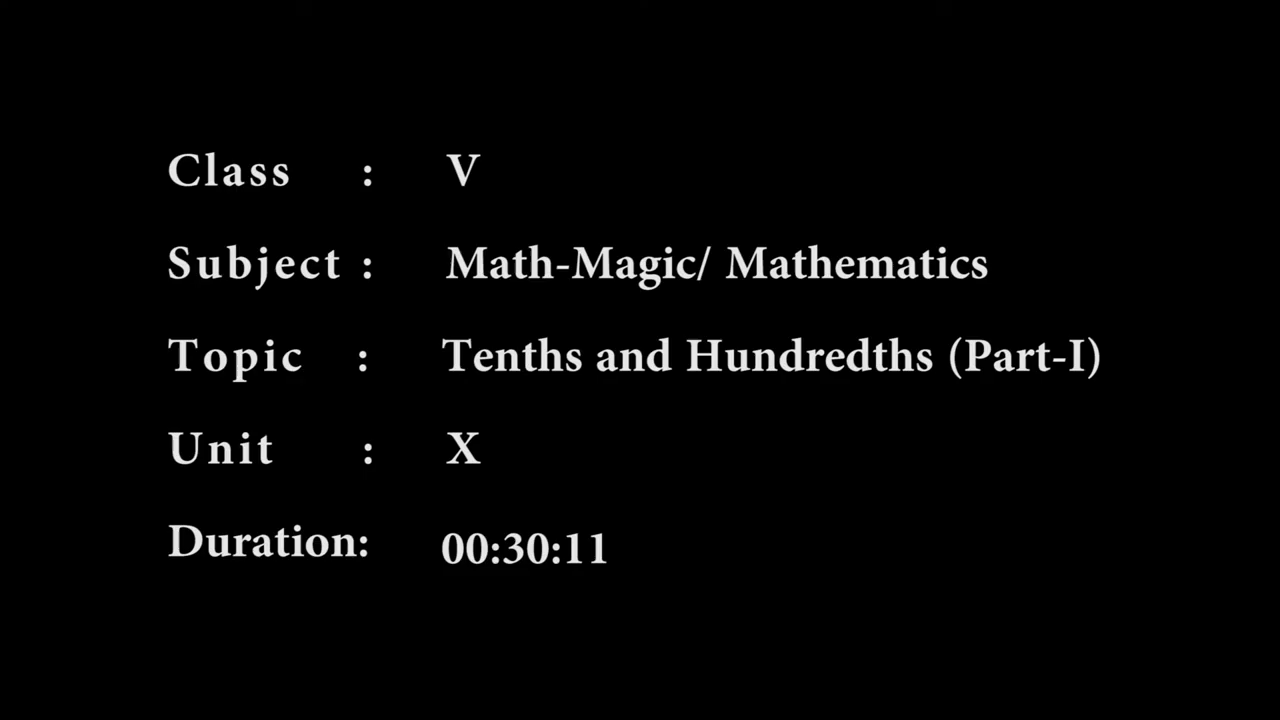 Class : V
Subject : Math-Magic/ Mathematics
Topic : Tenths and Hundredths (Part-I)
Unit : X
Duration: 00:30:11